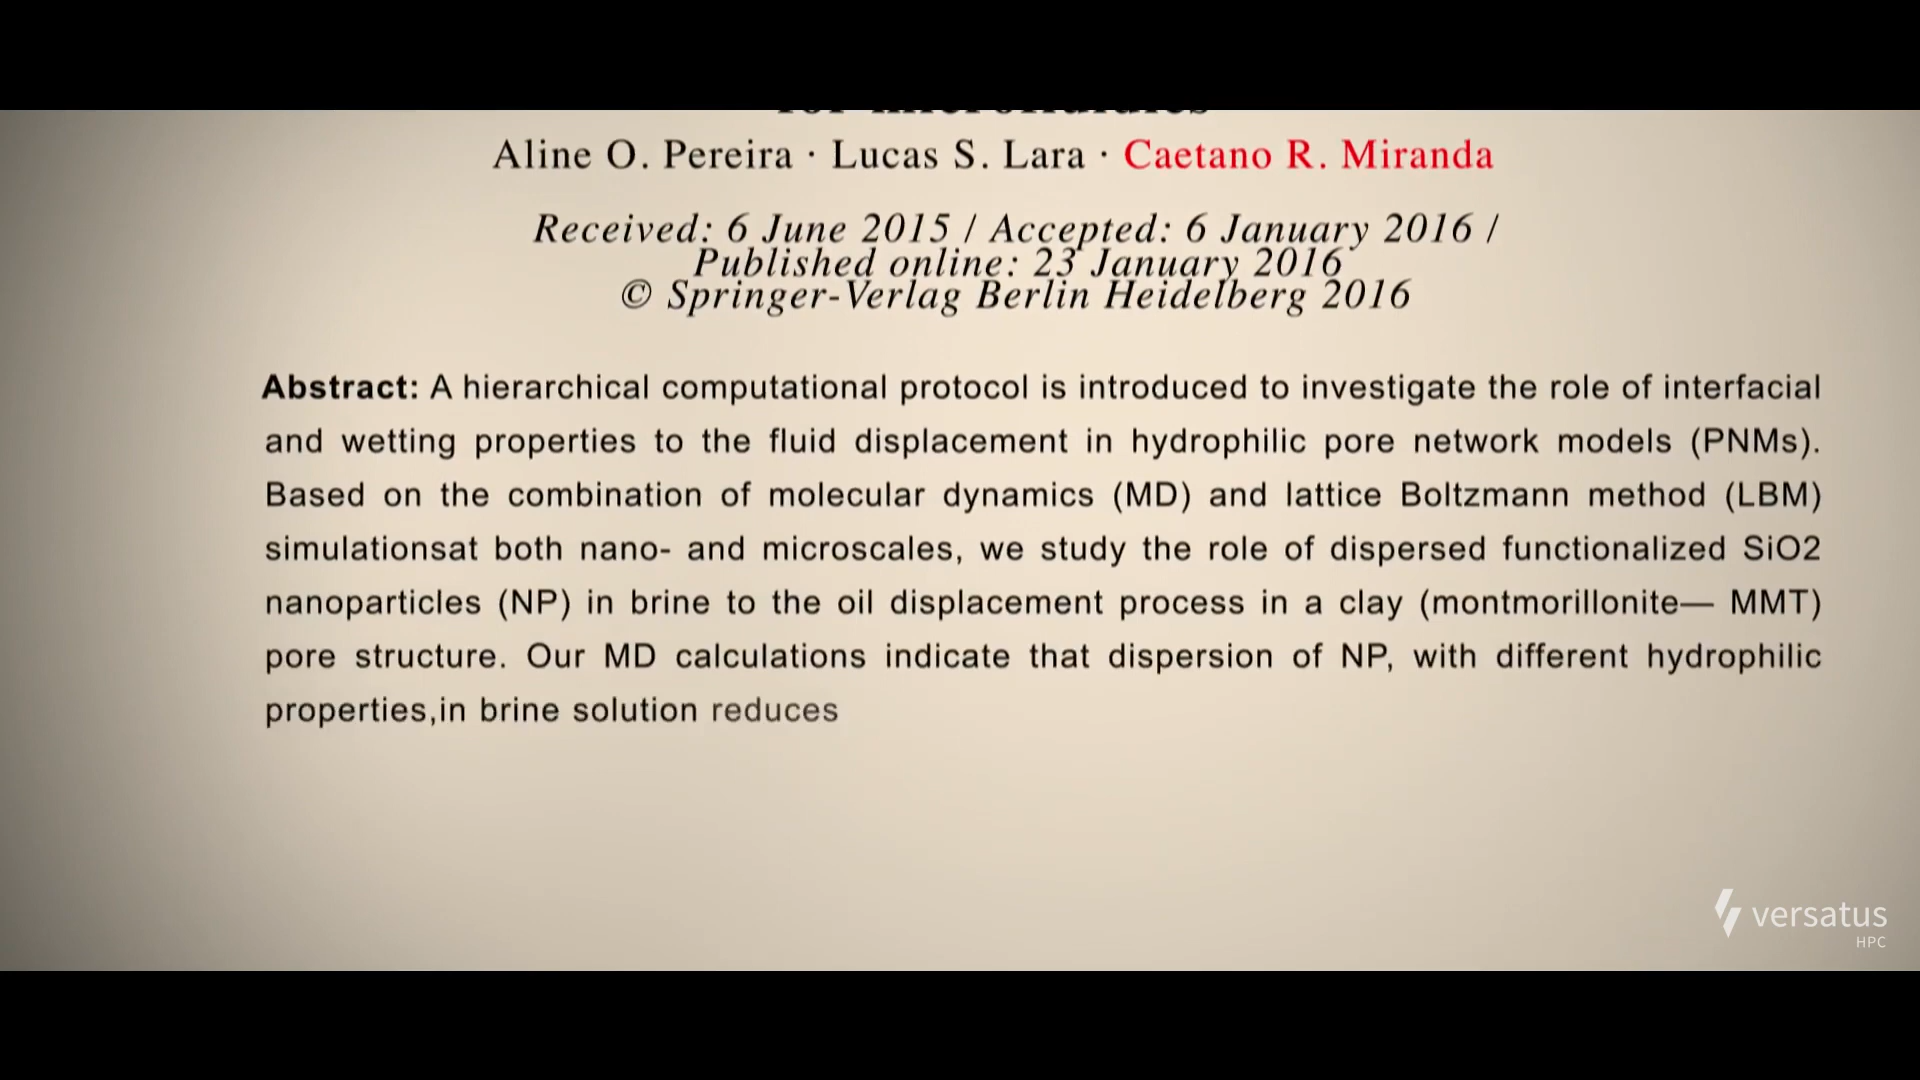 Aline O. Pereira · Lucas S. Lara · Caetano R. Miranda
Received: 6 June 2015 / Accepted: 6 January 2016 /
Published online: 23 January 2016
© Springer-Verlag Berlin Heidelberg 2016
Abstract: A hierarchical computational protocol is introduced to investigate the role of interfacial
and wetting properties to the fluid displacement in hydrophilic pore network models (PNMs).
Based on the combination of molecular dynamics (MD) and lattice Boltzmann method (LBM)
simulationsat both nano- and microscales, we study the role of dispersed functionalized SiO2
nanoparticles (NP) in brine to the oil displacement process in a clay (montmorillonite— MMT)
pore structure. Our MD calculations indicate that dispersion of NP, with different hydrophilic
properties,in brine solution reduces
versatus
HPC